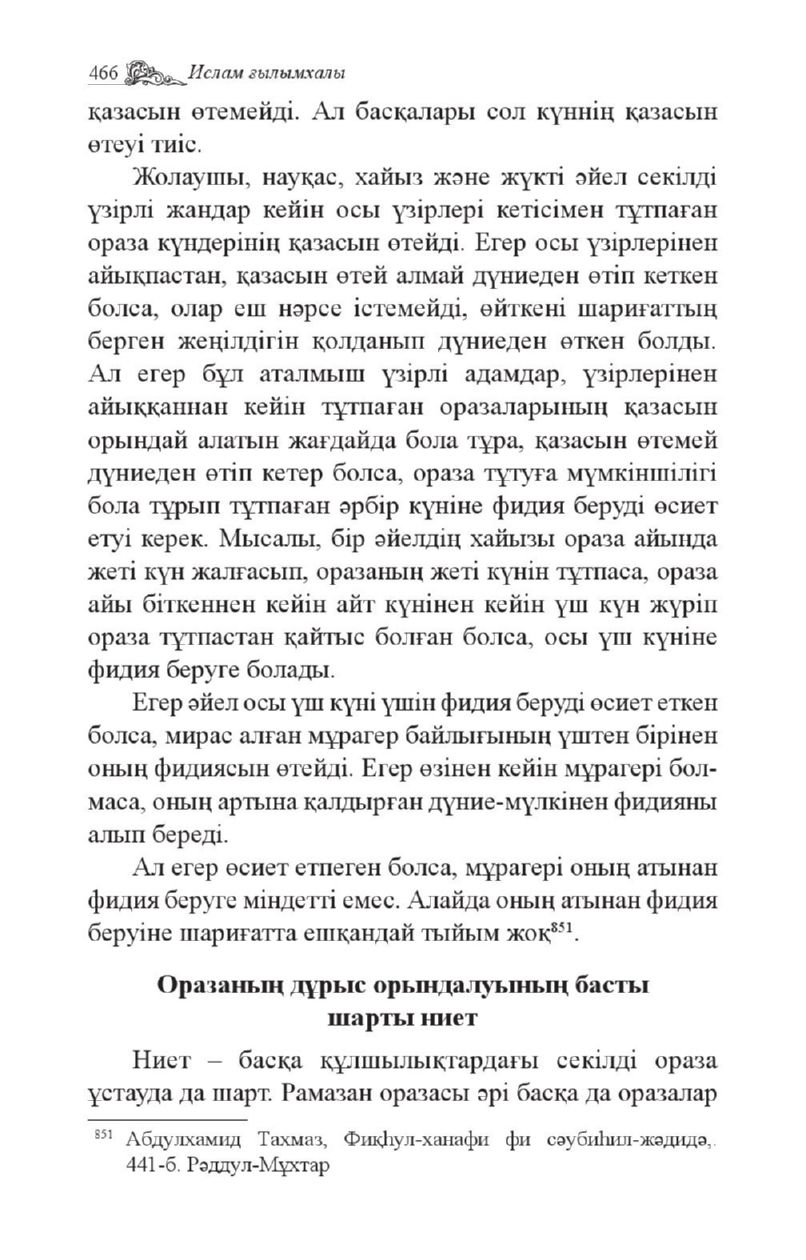 466 Ислам ғылымхалы
қазасын өтемейді. Ал басқалары сол күннің қазасын
өтеуі тиіс.
Жолаушы, науқас, хайыз және жүкті әйел секілді
үзірлі жандар кейін осы үзірлері кетісімен тұтпаған
ораза күндерінің қазасын өтейді. Егер осы үзірлерінен
айықпастан, қазасын өтей алмай дүниеден өтіп кеткен
болса, олар еш нәрсе істемейді, өйткені шариғаттың
берген жеңілдігін қолданып дүниеден өткен болды.
Ал егер бұл аталмыш үзірлі адамдар, үзірлерінен
айыққаннан кейін тұтпаған оразаларының қазасын
орындай алатын жағдайда бола тұра, қазасын өтемей
дүниеден өтіп кетер болса, ораза тұтуға мүмкіншілігі
бола тұрып тұтпаған әрбір күніне фидия беруді өсиет
етуі керек. Мысалы, бір әйелдің хайызы ораза айында
жеті күн жалғасып, оразаның жеті күнін тұтпаса, ораза
айы біткеннен кейін айт күнінен кейін үш күн жүріп
ораза тұтпастан қайтыс болған болса, осы үш күніне
фидия беруге болады.
Егер әйел осы үш күні үшін фидия беруді өсиет еткен
болса, мирас алған мұрагер байлығының үштен бірінен
оның фидиясын өтейді. Егер өзінен кейін мұрагері бол-
маса, оның артына қалдырған дүние-мүлкінен фидияны
алып береді.
Ал егер өсиет етпеген болса, мұрагері оның атынан
фидия беруге міндетті емес. Алайда оның атынан фидия
беруіне шариғатта ешқандай тыйым жоқ⁸⁵¹.
Оразаның дұрыс орындалуының басты
шарты ниет
Ниет – басқа құлшылықтардағы секілді ораза
ұстауда да шарт. Рамазан оразасы әрі басқа да оразалар
⁸⁵¹ Абдулхамид Тахмаз, Фиқһул-ханафи фи сәубиһил-жәдидә,.
441-б. Рәддул-Мұхтар